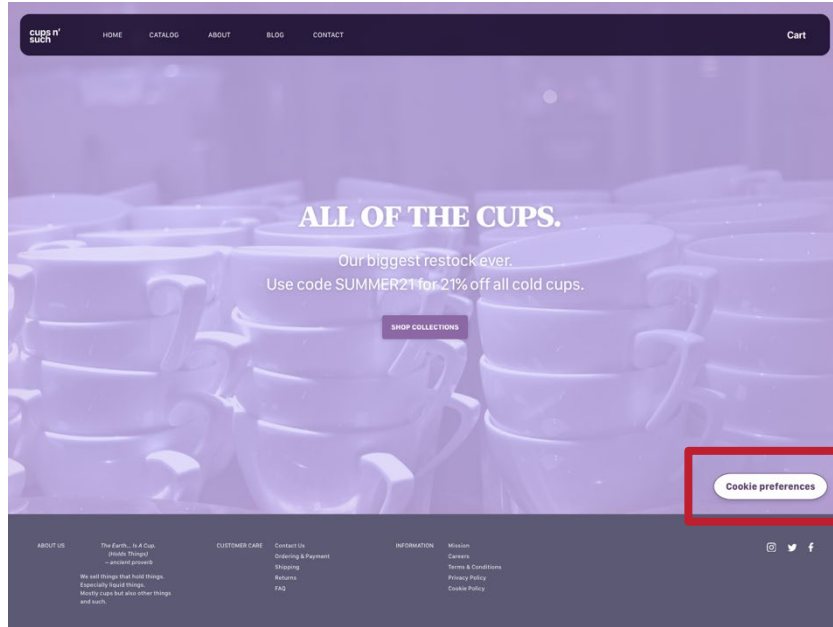 cups n'
such
HOME CATALOG ABOUT BLOG CONTACT
Cart
ALL OF THE CUPS.
Our biggest restock ever.
Use code SUMMER21 for 21% off all cold cups.
SHOP COLLECTIONS
Cookie preferences
ABOUT US
The Earth... Is A Cup.
(Holds Things)
– ancient proverb
We sell things that hold things.
Especially liquid things.
Mostly cups but also other things
and such.
CUSTOMER CARE
Contact Us
Ordering & Payment
Shipping
Returns
FAQ
INFORMATION
Mission
Careers
Terms & Conditions
Privacy Policy
Cookie Policy